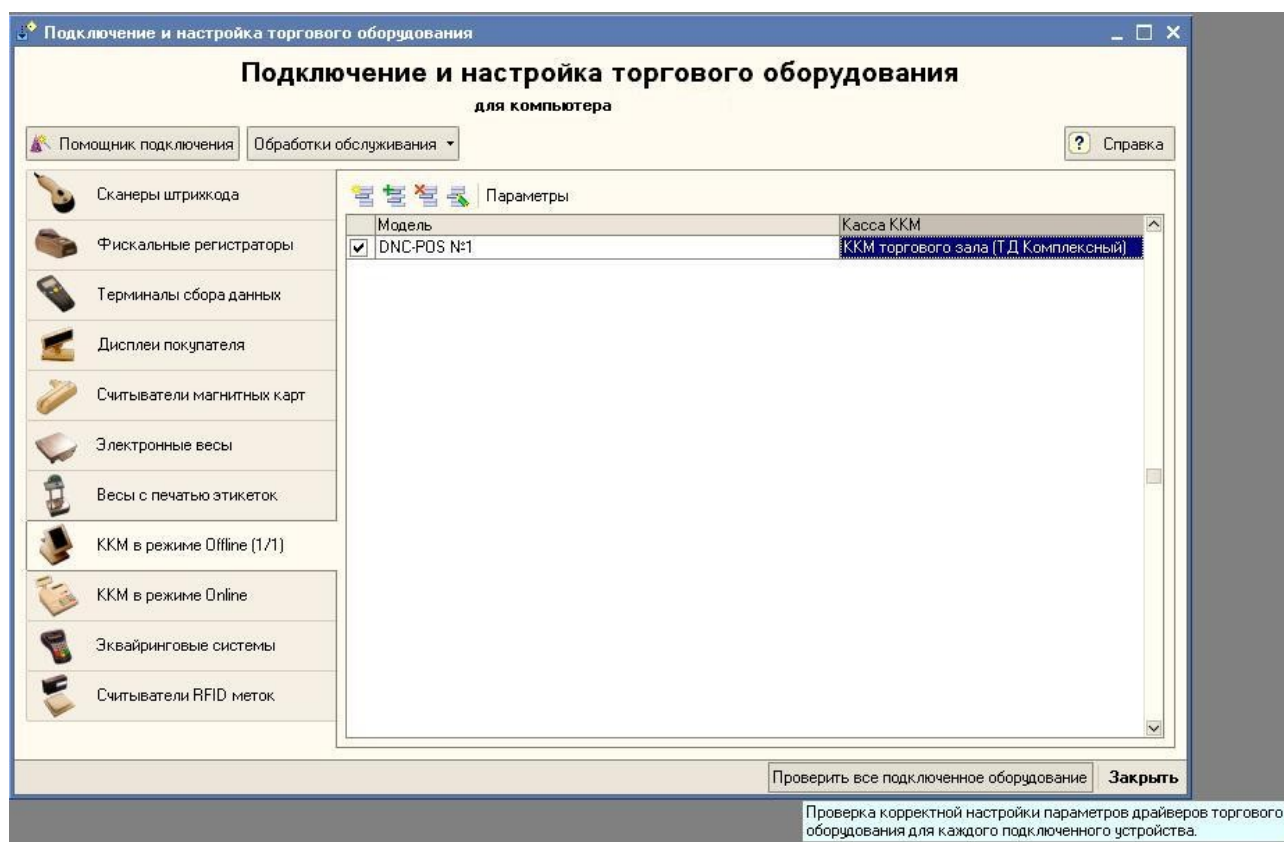 Подключение и настройка торгового оборудования
Подключение и настройка торгового оборудования
для компьютера
Помощник подключения
Обработки обслуживания
? Справка
Сканеры штрихкода
Фискальные регистраторы
Терминалы сбора данных
Дисплеи покупателя
Считыватели магнитных карт
Электронные весы
Весы с печатью этикеток
ККМ в режиме Offline (1/1)
ККМ в режиме Online
Эквайринговые системы
Считыватели RFID меток
Параметры
Модель Касса ККМ
DNC-POS №1 ККМ торгового зала (ТД Комплексный)
Проверить все подключенное оборудование Закрыть
Проверка корректной настройки параметров драйверов торгового
оборудования для каждого подключенного устройства.